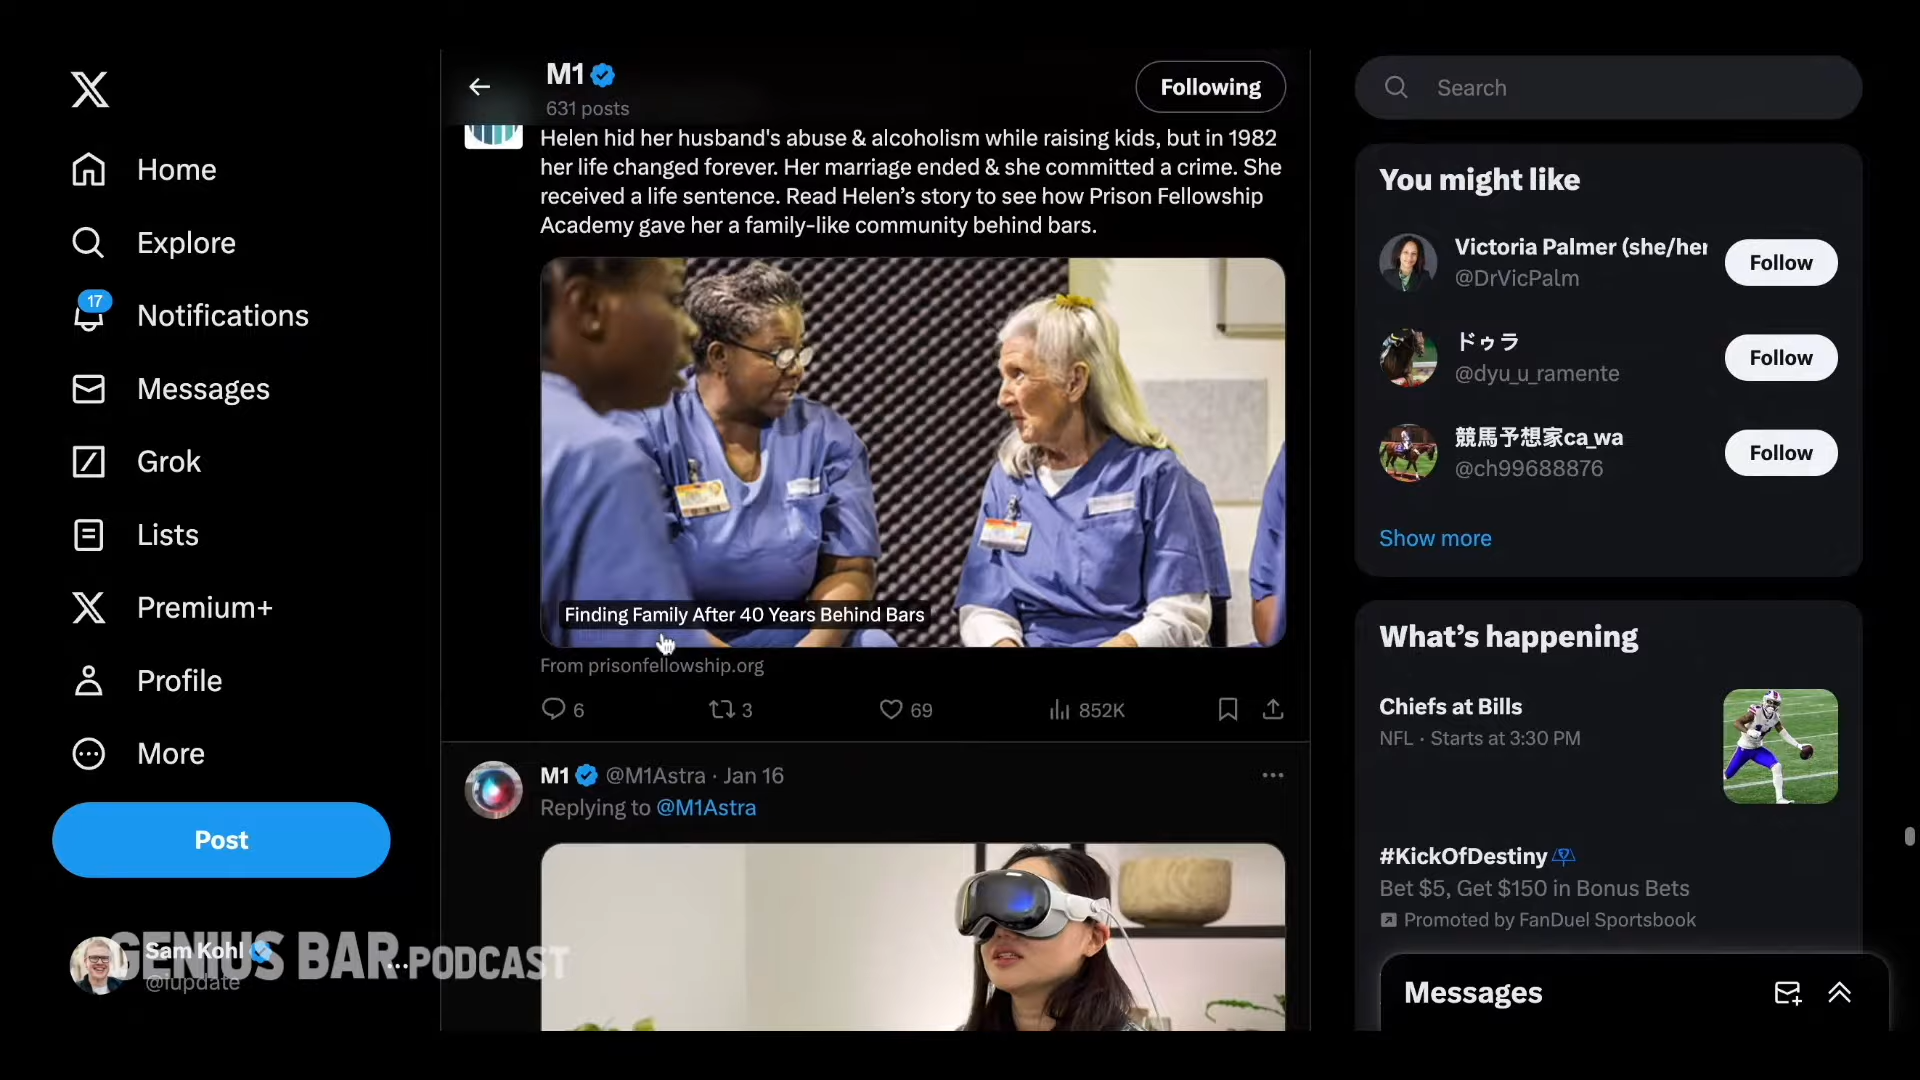 Home
Explore
17
Notifications
Messages
Grok
Lists
Premium+
Profile
More
Post
Sam Kohl
@iupdate
GENIUS BAR PODCAST
M1
631 posts
Following
Helen hid her husband's abuse & alcoholism while raising kids, but in 1982
her life changed forever. Her marriage ended & she committed a crime. She
received a life sentence. Read Helen’s story to see how Prison Fellowship
Academy gave her a family-like community behind bars.
Finding Family After 40 Years Behind Bars
From prisonfellowship.org
6
3
69
852K
M1 @M1Astra · Jan 16
Replying to @M1Astra
Search
You might like
Victoria Palmer (she/her
@DrVicPalm
Follow
ドゥラ
@dyu_u_ramente
Follow
競馬予想家ca_wa
@ch99688876
Follow
Show more
What’s happening
Chiefs at Bills
NFL · Starts at 3:30 PM
#KickOfDestiny
Bet $5, Get $150 in Bonus Bets
Promoted by FanDuel Sportsbook
Messages